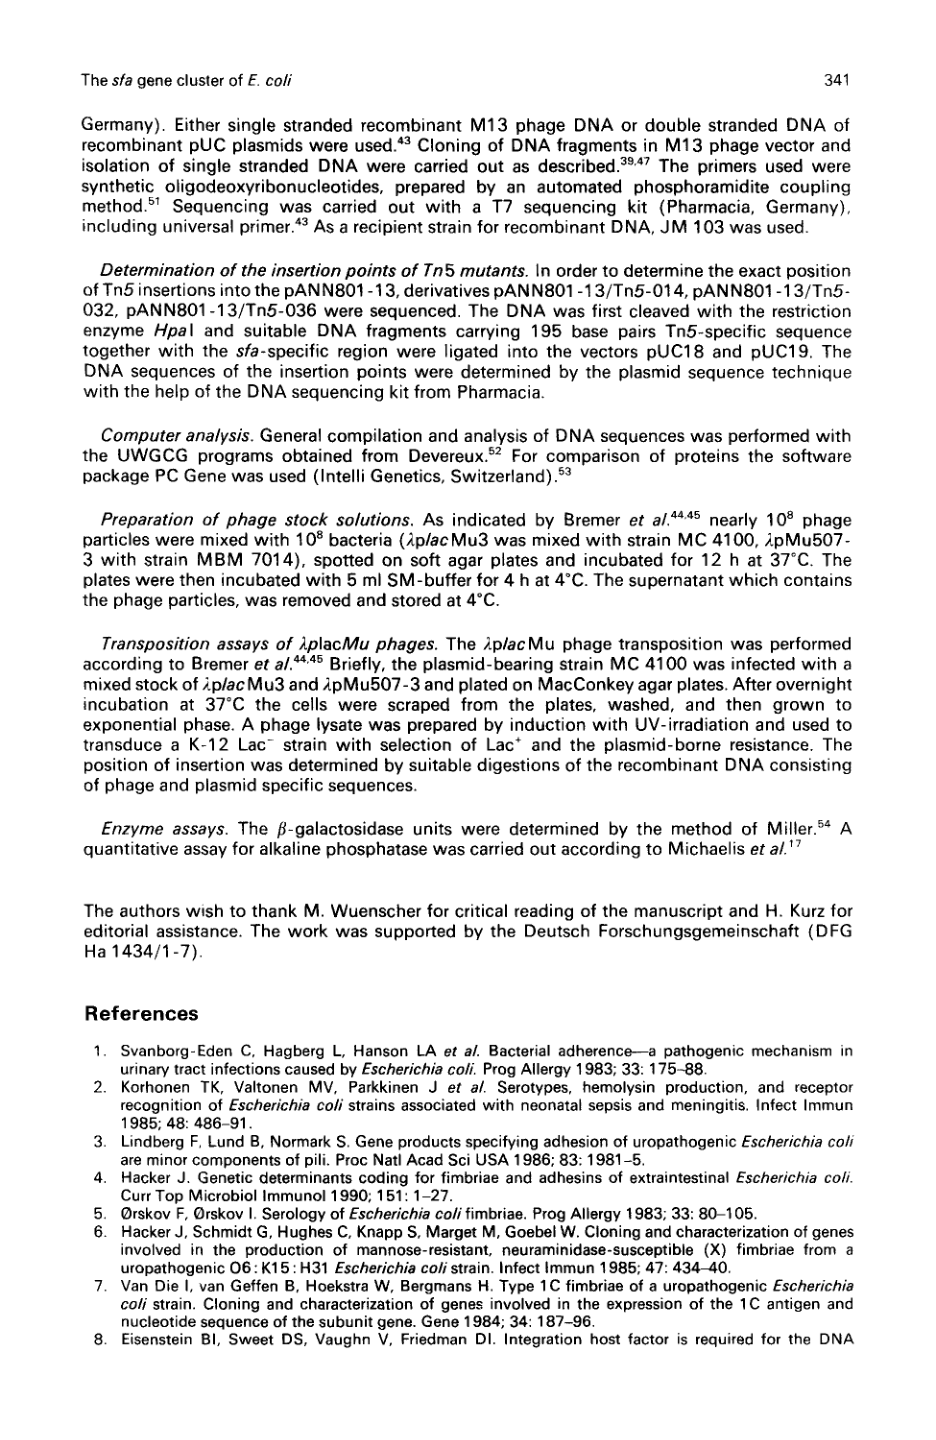 The sfa gene cluster of E. coli 341
Germany). Either single stranded recombinant M13 phage DNA or double stranded DNA of
recombinant pUC plasmids were used.⁴³ Cloning of DNA fragments in M13 phage vector and
isolation of single stranded DNA were carried out as described.³⁹,⁴⁷ The primers used were
synthetic oligodeoxyribonucleotides, prepared by an automated phosphoramidite coupling
method.⁵¹ Sequencing was carried out with a T7 sequencing kit (Pharmacia, Germany),
including universal primer.⁴³ As a recipient strain for recombinant DNA, JM 103 was used.
Determination of the insertion points of Tn5 mutants. In order to determine the exact position
of Tn5 insertions into the pANN801-13, derivatives pANN801-13/Tn5-014, pANN801-13/Tn5-
032, pANN801-13/Tn5-036 were sequenced. The DNA was first cleaved with the restriction
enzyme HpaI and suitable DNA fragments carrying 195 base pairs Tn5-specific sequence
together with the sfa-specific region were ligated into the vectors pUC18 and pUC19. The
DNA sequences of the insertion points were determined by the plasmid sequence technique
with the help of the DNA sequencing kit from Pharmacia.
Computer analysis. General compilation and analysis of DNA sequences was performed with
the UWGCG programs obtained from Devereux.⁵² For comparison of proteins the software
package PC Gene was used (Intelli Genetics, Switzerland).⁵³
Preparation of phage stock solutions. As indicated by Bremer et al.⁴⁴,⁴⁵ nearly 10⁸ phage
particles were mixed with 10⁸ bacteria (λplacMu3 was mixed with strain MC 4100, λpMu507-
3 with strain MBM 7014), spotted on soft agar plates and incubated for 12 h at 37°C. The
plates were then incubated with 5 ml SM-buffer for 4 h at 4°C. The supernatant which contains
the phage particles, was removed and stored at 4°C.
Transposition assays of λplacMu phages. The λplacMu phage transposition was performed
according to Bremer et al.⁴⁴,⁴⁵ Briefly, the plasmid-bearing strain MC 4100 was infected with a
mixed stock of λplacMu3 and λpMu507-3 and plated on MacConkey agar plates. After overnight
incubation at 37°C the cells were scraped from the plates, washed, and then grown to
exponential phase. A phage lysate was prepared by induction with UV-irradiation and used to
transduce a K-12 Lac⁻ strain with selection of Lac⁺ and the plasmid-borne resistance. The
position of insertion was determined by suitable digestions of the recombinant DNA consisting
of phage and plasmid specific sequences.
Enzyme assays. The β-galactosidase units were determined by the method of Miller.⁵⁴ A
quantitative assay for alkaline phosphatase was carried out according to Michaelis et al.¹⁷
The authors wish to thank M. Wuenscher for critical reading of the manuscript and H. Kurz for
editorial assistance. The work was supported by the Deutsch Forschungsgemeinschaft (DFG
Ha 1434/1-7).
References
1. Svanborg-Eden C, Hagberg L, Hanson LA et al. Bacterial adherence—a pathogenic mechanism in
urinary tract infections caused by Escherichia coli. Prog Allergy 1983; 33: 175–88.
2. Korhonen TK, Valtonen MV, Parkkinen J et al. Serotypes, hemolysin production, and receptor
recognition of Escherichia coli strains associated with neonatal sepsis and meningitis. Infect Immun
1985; 48: 486–91.
3. Lindberg F, Lund B, Normark S. Gene products specifying adhesion of uropathogenic Escherichia coli
are minor components of pili. Proc Natl Acad Sci USA 1986; 83: 1981–5.
4. Hacker J. Genetic determinants coding for fimbriae and adhesins of extraintestinal Escherichia coli.
Curr Top Microbiol Immunol 1990; 151: 1–27.
5. Ørskov F, Ørskov I. Serology of Escherichia coli fimbriae. Prog Allergy 1983; 33: 80–105.
6. Hacker J, Schmidt G, Hughes C, Knapp S, Marget M, Goebel W. Cloning and characterization of genes
involved in the production of mannose-resistant, neuraminidase-susceptible (X) fimbriae from a
uropathogenic O6 : K15 : H31 Escherichia coli strain. Infect Immun 1985; 47: 434–40.
7. Van Die I, van Geffen B, Hoekstra W, Bergmans H. Type 1C fimbriae of a uropathogenic Escherichia
coli strain. Cloning and characterization of genes involved in the expression of the 1C antigen and
nucleotide sequence of the subunit gene. Gene 1984; 34: 187–96.
8. Eisenstein BI, Sweet DS, Vaughn V, Friedman DI. Integration host factor is required for the DNA